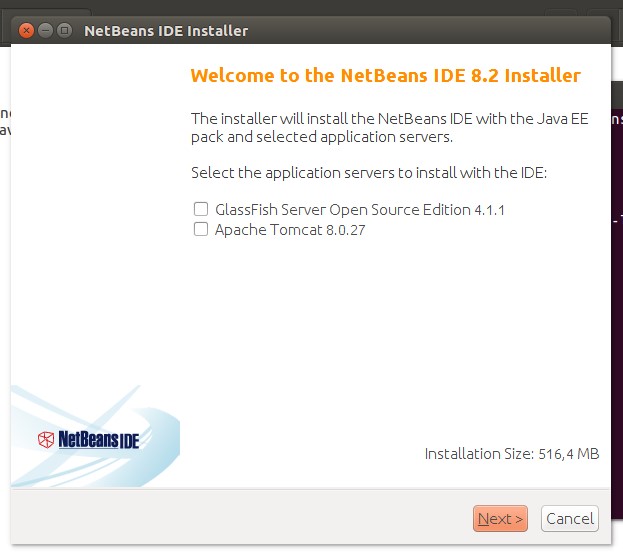 NetBeans IDE Installer
Welcome to the NetBeans IDE 8.2 Installer
The installer will install the NetBeans IDE with the Java EE
pack and selected application servers.
Select the application servers to install with the IDE:
GlassFish Server Open Source Edition 4.1.1
Apache Tomcat 8.0.27
NetBeans IDE
Installation Size: 516,4 MB
Next >
Cancel